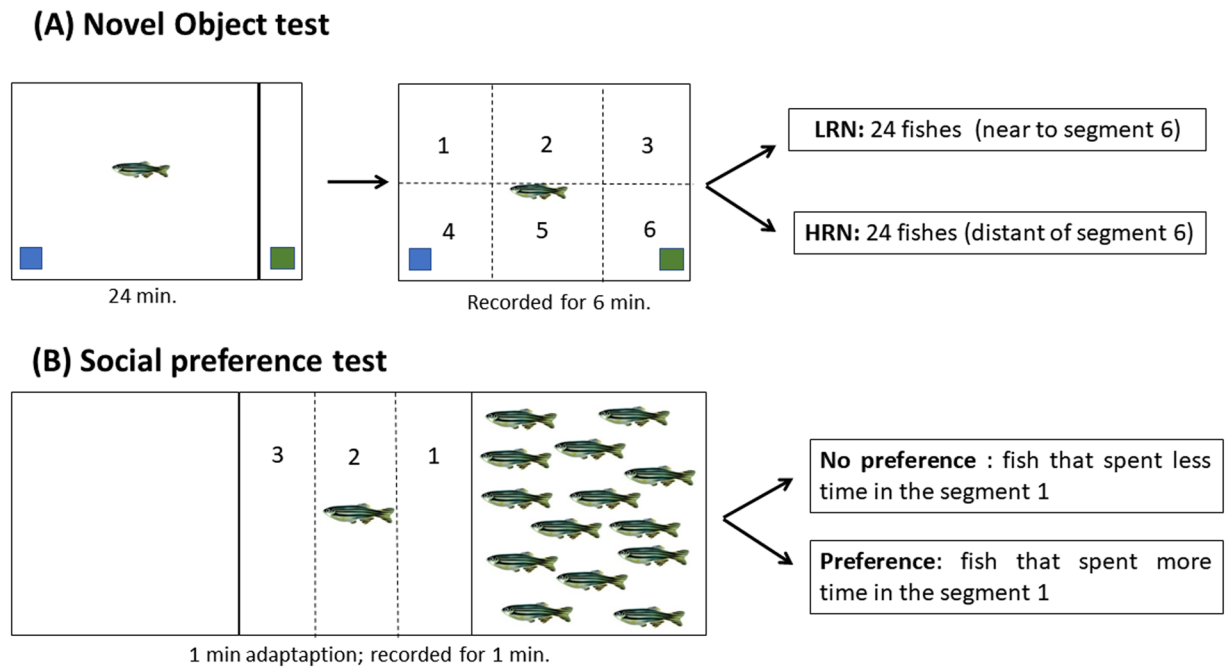 (A) Novel Object test
1
2
3
4
5
6
24 min.
Recorded for 6 min.
LRN: 24 fishes (near to segment 6)
HRN: 24 fishes (distant of segment 6)
(B) Social preference test
3
2
1
1 min adaptaption; recorded for 1 min.
No preference : fish that spent less
time in the segment 1
Preference: fish that spent more
time in the segment 1